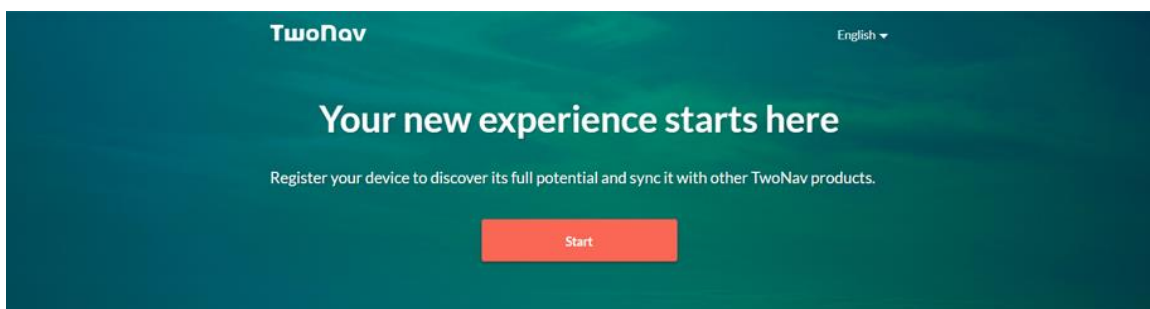 TwoNav
English
Your new experience starts here
Register your device to discover its full potential and sync it with other TwoNav products.
Start